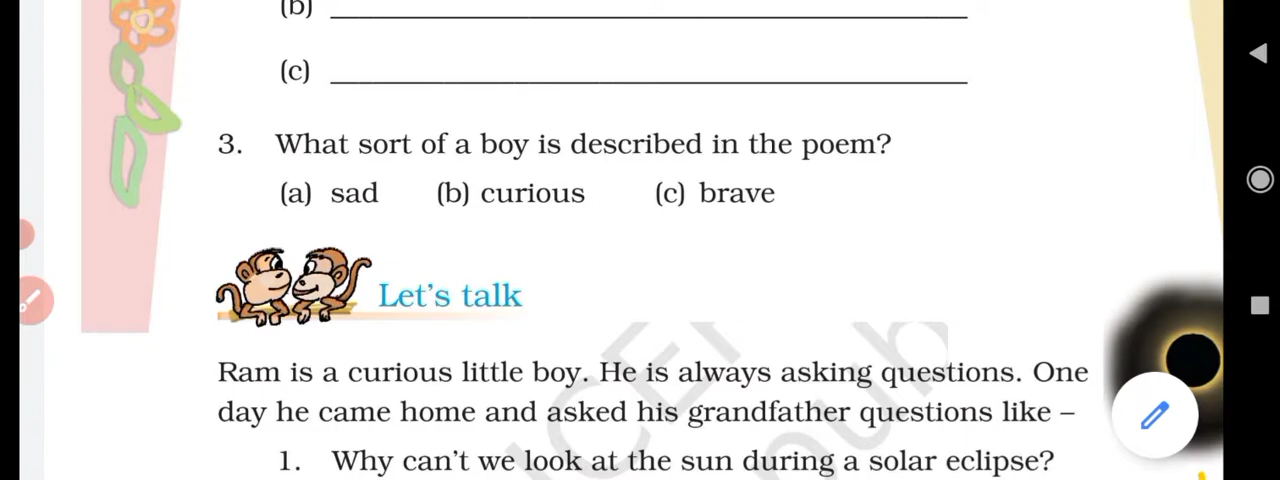 (b)
(c)
3. What sort of a boy is described in the poem?
(a) sad (b) curious (c) brave
Let's talk
Ram is a curious little boy. He is always asking questions. One
day he came home and asked his grandfather questions like –
1. Why can't we look at the sun during a solar eclipse?